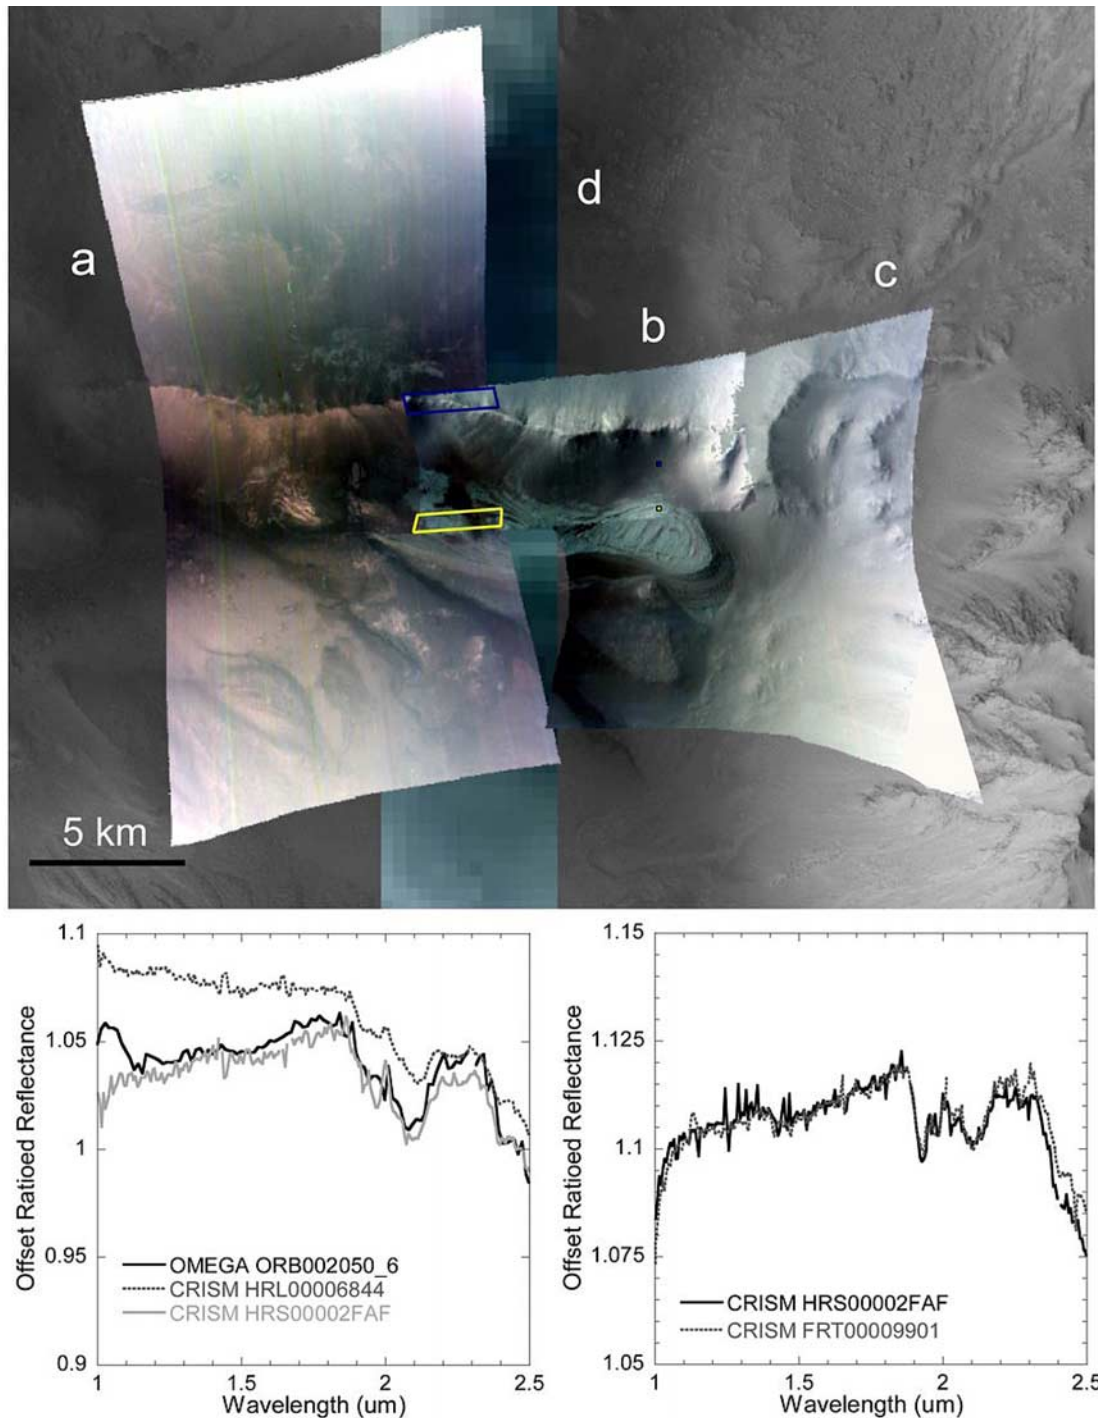 a
d
b
c
5 km
1.1
1.05
1
0.95
0.9
Offset Ratioed Reflectance
OMEGA ORB002050_6
CRISM HRL00006844
CRISM HRS00002FAF
1
1.5
2
2.5
Wavelength (um)
1.15
1.125
1.1
1.075
1.05
Offset Ratioed Reflectance
CRISM HRS00002FAF
CRISM FRT00009901
1
1.5
2
2.5
Wavelength (um)